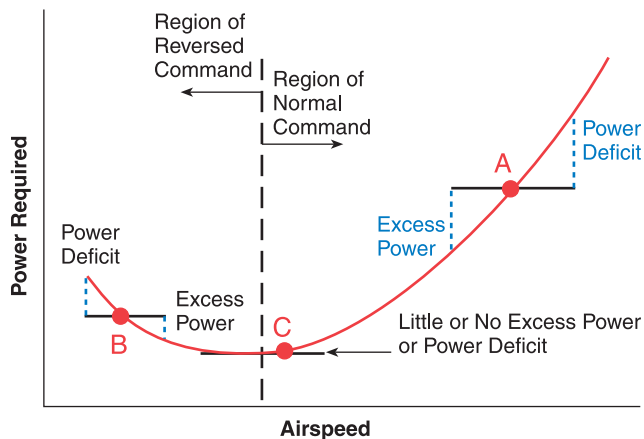 Region of
Reversed
Command
Region of
Normal
Command
Power
Deficit
A
Excess
Power
Power
Deficit
Excess
Power
B
C
Little or No Excess Power
or Power Deficit
Power Required
Airspeed